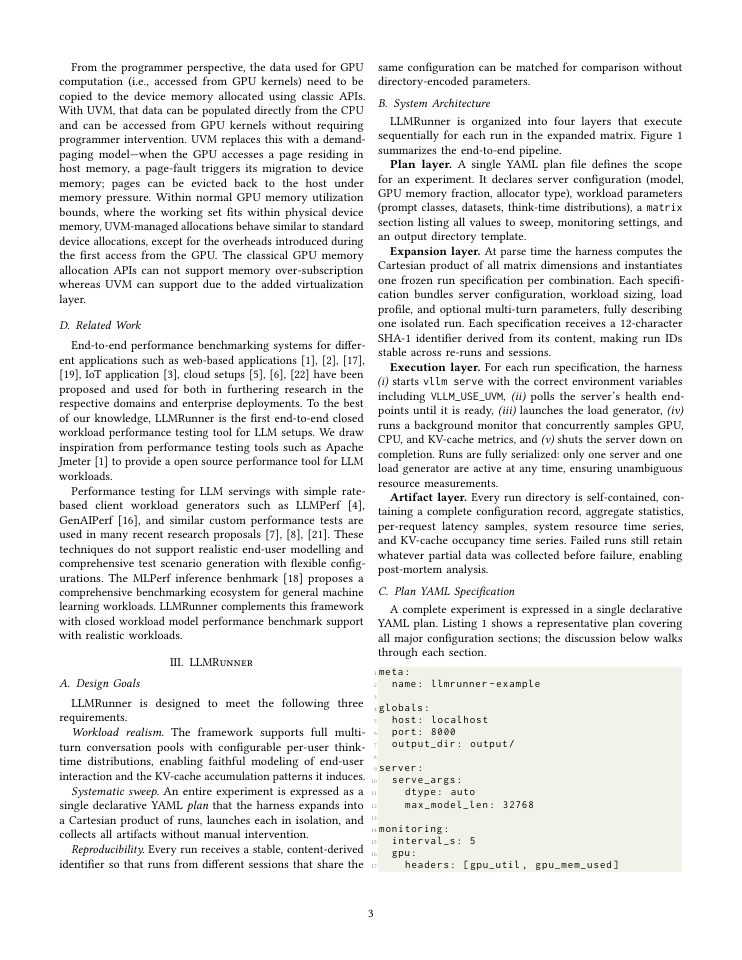 From the programmer perspective, the data used for GPU
computation (i.e., accessed from GPU kernels) need to be
copied to the device memory allocated using classic APIs.
With UVM, that data can be populated directly from the CPU
and can be accessed from GPU kernels without requiring
programmer intervention. UVM replaces this with a demand-
paging model—when the GPU accesses a page residing in
host memory, a page-fault triggers its migration to device
memory; pages can be evicted back to the host under
memory pressure. Within normal GPU memory utilization
bounds, where the working set fits within physical device
memory, UVM-managed allocations behave similar to standard
device allocations, except for the overheads introduced during
the first access from the GPU. The classical GPU memory
allocation APIs can not support memory over-subscription
whereas UVM can support due to the added virtualization
layer.
D. Related Work
End-to-end performance benchmarking systems for differ-
ent applications such as web-based applications [1], [2], [17],
[19], IoT application [3], cloud setups [5], [6], [22] have been
proposed and used for both in furthering research in the
respective domains and enterprise deployments. To the best
of our knowledge, LLMRunner is the first end-to-end closed
workload performance testing tool for LLM setups. We draw
inspiration from performance testing tools such as Apache
Jmeter [1] to provide a open source performance tool for LLM
workloads.
Performance testing for LLM servings with simple rate-
based client workload generators such as LLMPerf [4],
GenAIPerf [16], and similar custom performance tests are
used in many recent research proposals [7], [8], [21]. These
techniques do not support realistic end-user modelling and
comprehensive test scenario generation with flexible config-
urations. The MLPerf inference benhmark [18] proposes a
comprehensive benchmarking ecosystem for general machine
learning workloads. LLMRunner complements this framework
with closed workload model performance benchmark support
with realistic workloads.
III. LLMRunner
A. Design Goals
LLMRunner is designed to meet the following three
requirements.
Workload realism. The framework supports full multi-
turn conversation pools with configurable per-user think-
time distributions, enabling faithful modeling of end-user
interaction and the KV-cache accumulation patterns it induces.
Systematic sweep. An entire experiment is expressed as a
single declarative YAML plan that the harness expands into
a Cartesian product of runs, launches each in isolation, and
collects all artifacts without manual intervention.
Reproducibility. Every run receives a stable, content-derived
identifier so that runs from different sessions that share the
same configuration can be matched for comparison without
directory-encoded parameters.
B. System Architecture
LLMRunner is organized into four layers that execute
sequentially for each run in the expanded matrix. Figure 1
summarizes the end-to-end pipeline.
Plan layer. A single YAML plan file defines the scope
for an experiment. It declares server configuration (model,
GPU memory fraction, allocator type), workload parameters
(prompt classes, datasets, think-time distributions), a matrix
section listing all values to sweep, monitoring settings, and
an output directory template.
Expansion layer. At parse time the harness computes the
Cartesian product of all matrix dimensions and instantiates
one frozen run specification per combination. Each specifi-
cation bundles server configuration, workload sizing, load
profile, and optional multi-turn parameters, fully describing
one isolated run. Each specification receives a 12-character
SHA-1 identifier derived from its content, making run IDs
stable across re-runs and sessions.
Execution layer. For each run specification, the harness
(i) starts vllm serve with the correct environment variables
including VLLM_USE_UVM, (ii) polls the server's health end-
points until it is ready, (iii) launches the load generator, (iv)
runs a background monitor that concurrently samples GPU,
CPU, and KV-cache metrics, and (v) shuts the server down on
completion. Runs are fully serialized: only one server and one
load generator are active at any time, ensuring unambiguous
resource measurements.
Artifact layer. Every run directory is self-contained, con-
taining a complete configuration record, aggregate statistics,
per-request latency samples, system resource time series,
and KV-cache occupancy time series. Failed runs still retain
whatever partial data was collected before failure, enabling
post-mortem analysis.
C. Plan YAML Specification
A complete experiment is expressed in a single declarative
YAML plan. Listing 1 shows a representative plan covering
all major configuration sections; the discussion below walks
through each section.
1 meta:
2 name: llmrunner-example
3
4 globals:
5 host: localhost
6 port: 8000
7 output_dir: output/
8
9 server:
10 serve_args:
11 dtype: auto
12 max_model_len: 32768
13
14 monitoring:
15 interval_s: 5
16 gpu:
17 headers: [gpu_util, gpu_mem_used]
3